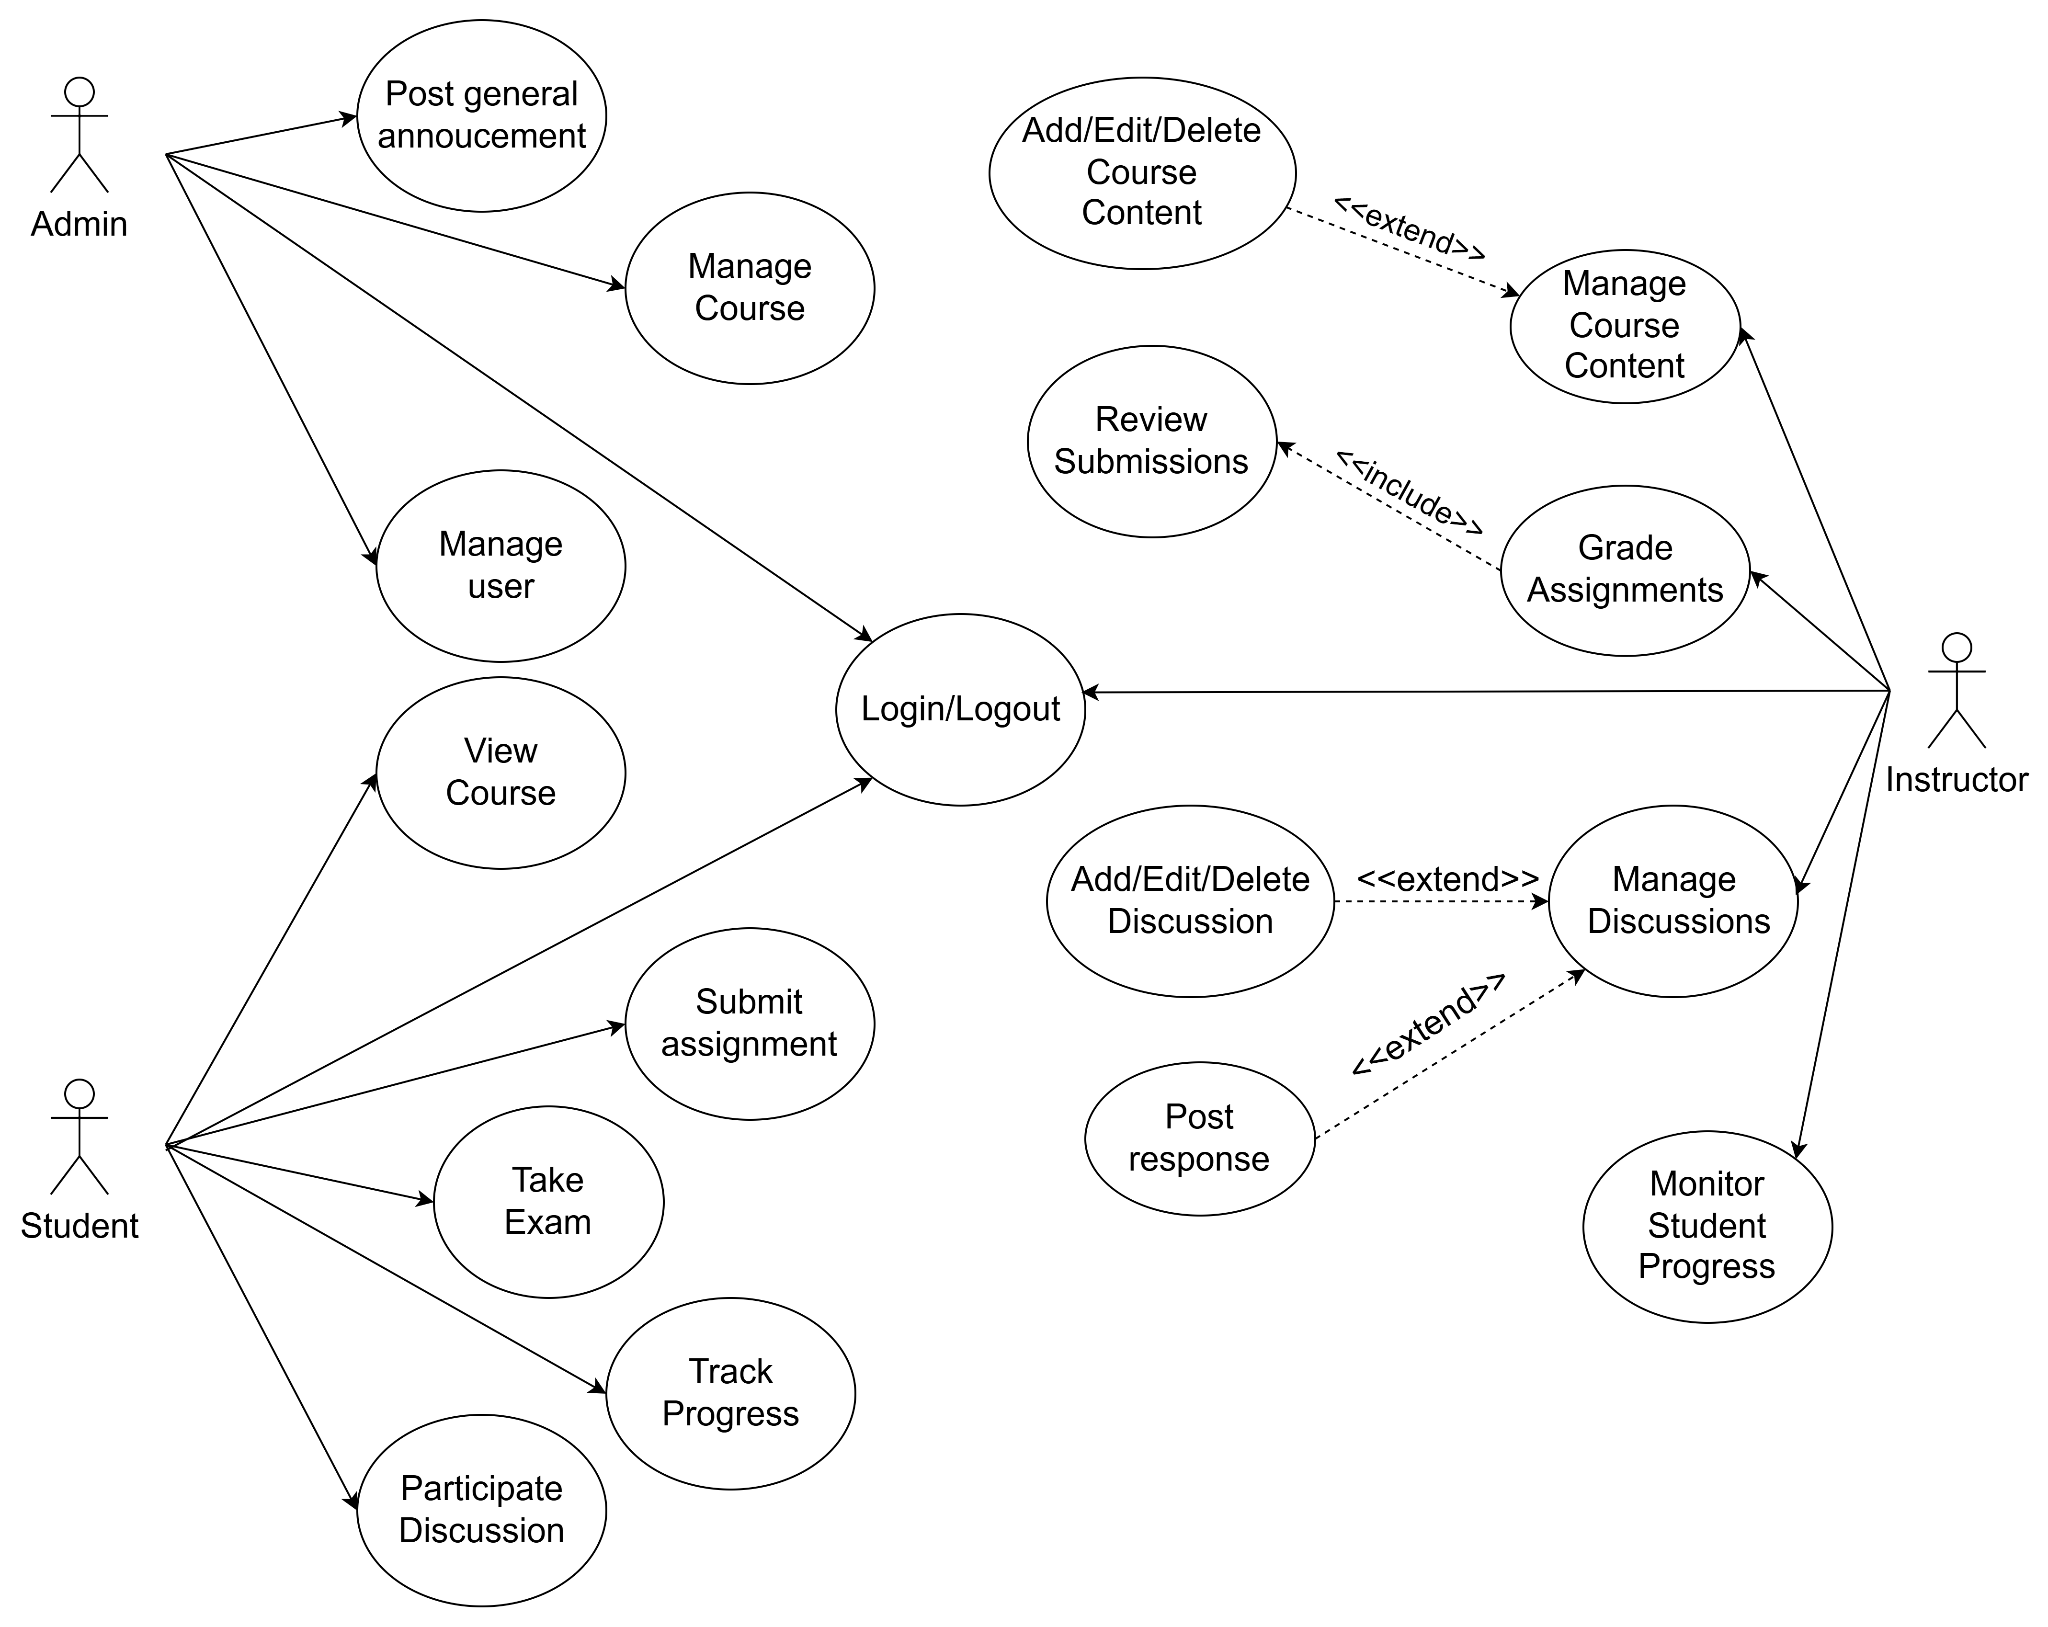 Post general
annoucement
Admin
Manage
Course
Add/Edit/Delete
Course
Content
<<extend>>
Manage
Course
Content
Review
Submissions
<<include>>
Grade
Assignments
Manage
user
Login/Logout
View
Course
Instructor
Add/Edit/Delete
Discussion
<<extend>>
Manage
Discussions
<<extend>>
Post
response
Submit
assignment
Monitor
Student
Progress
Student
Take
Exam
Track
Progress
Participate
Discussion